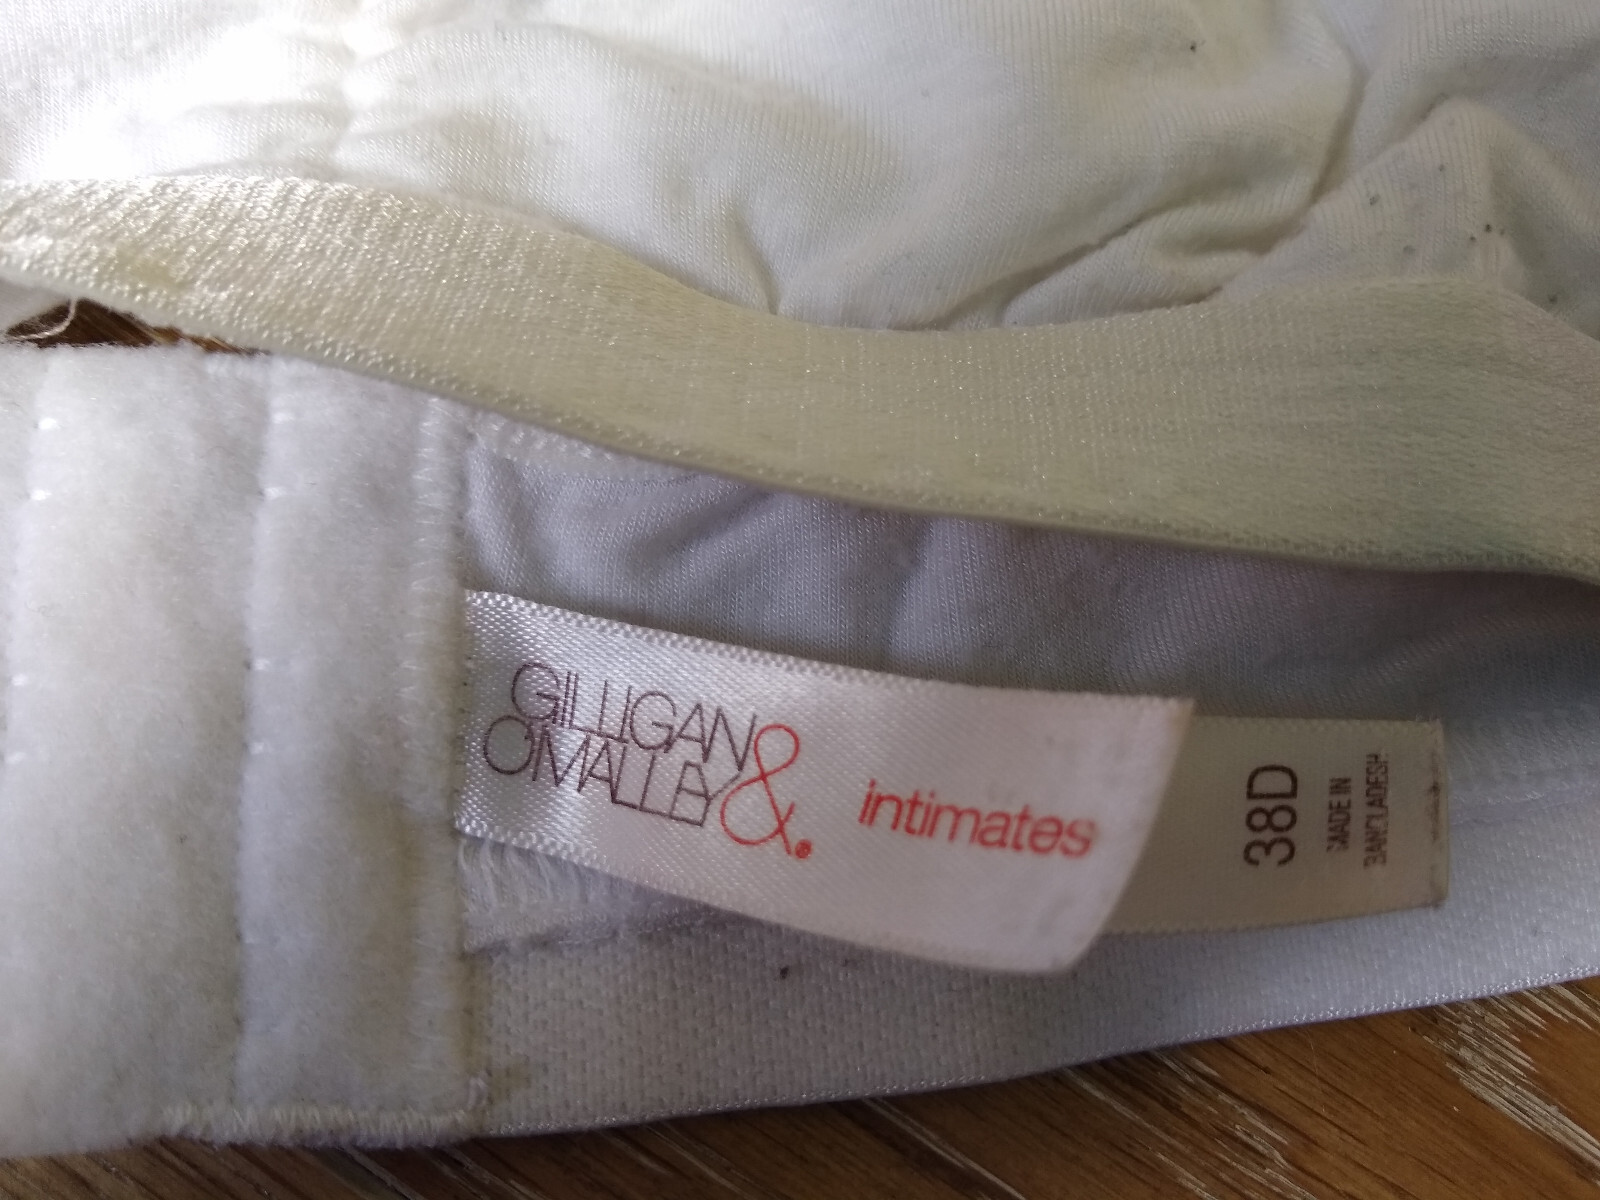 GILLIGAN
O'MALLEY &
intimates
38D
MADE IN
BANGLADESH